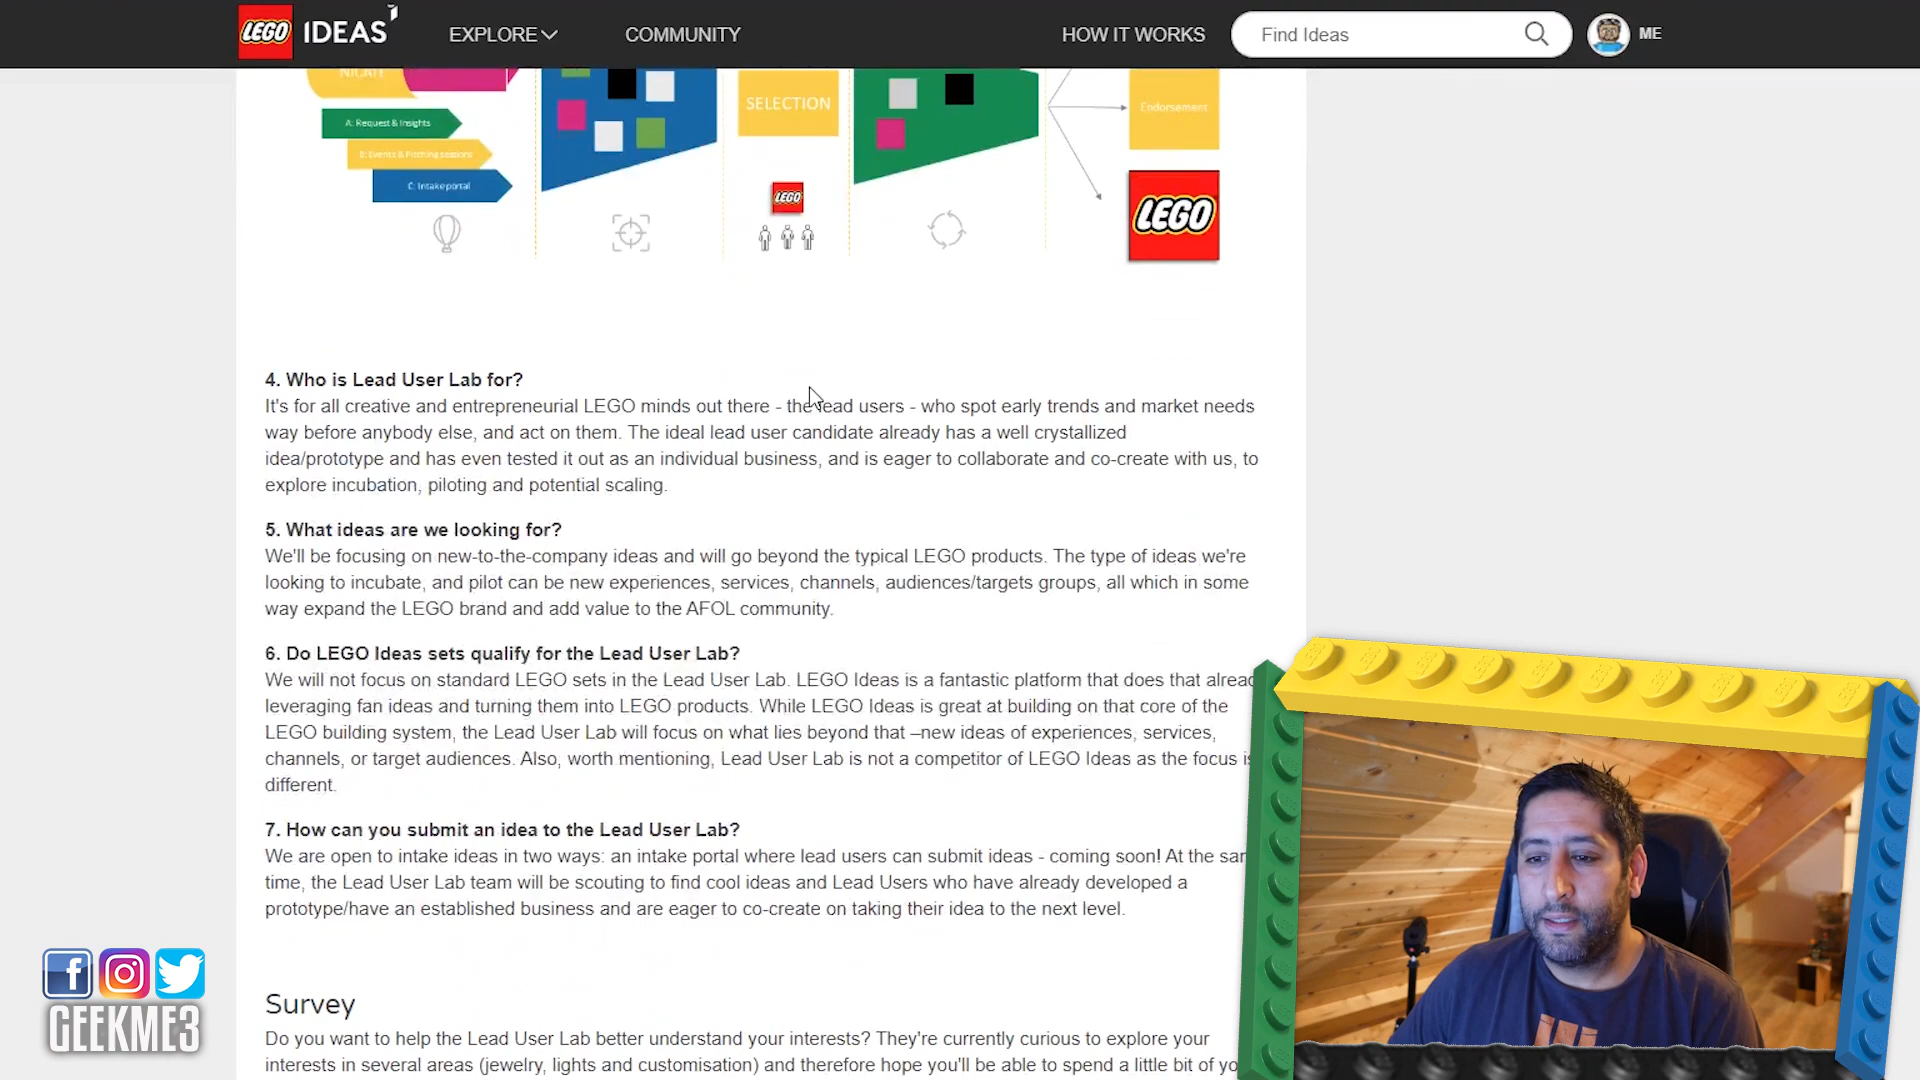 LEGO IDEAS EXPLORE COMMUNITY HOW IT WORKS Find Ideas ME
SELECTION
Endorsement
A: Request & Insights
B: Events & Pitching sessions
C: Intake portal
LEGO
LEGO
4. Who is Lead User Lab for?
It's for all creative and entrepreneurial LEGO minds out there - the lead users - who spot early trends and market needs
way before anybody else, and act on them. The ideal lead user candidate already has a well crystallized
idea/prototype and has even tested it out as an individual business, and is eager to collaborate and co-create with us, to
explore incubation, piloting and potential scaling.
5. What ideas are we looking for?
We'll be focusing on new-to-the-company ideas and will go beyond the typical LEGO products. The type of ideas we're
looking to incubate, and pilot can be new experiences, services, channels, audiences/targets groups, all which in some
way expand the LEGO brand and add value to the AFOL community.
6. Do LEGO Ideas sets qualify for the Lead User Lab?
We will not focus on standard LEGO sets in the Lead User Lab. LEGO Ideas is a fantastic platform that does that
leveraging fan ideas and turning them into LEGO products. While LEGO Ideas is great at building on that core of the
LEGO building system, the Lead User Lab will focus on what lies beyond that –new ideas of experiences, services,
channels, or target audiences. Also, worth mentioning, Lead User Lab is not a competitor of LEGO Ideas as the focus is
different.
7. How can you submit an idea to the Lead User Lab?
We are open to intake ideas in two ways: an intake portal where lead users can submit ideas - coming soon! At the
time, the Lead User Lab team will be scouting to find cool ideas and Lead Users who have already developed a
prototype/have an established business and are eager to co-create on taking their idea to the next level.
Survey
Do you want to help the Lead User Lab better understand your interests? They're currently curious to explore your
interests in several areas (jewelry, lights and customisation) and therefore hope you'll be able to spend a little bit of
GEEKME3